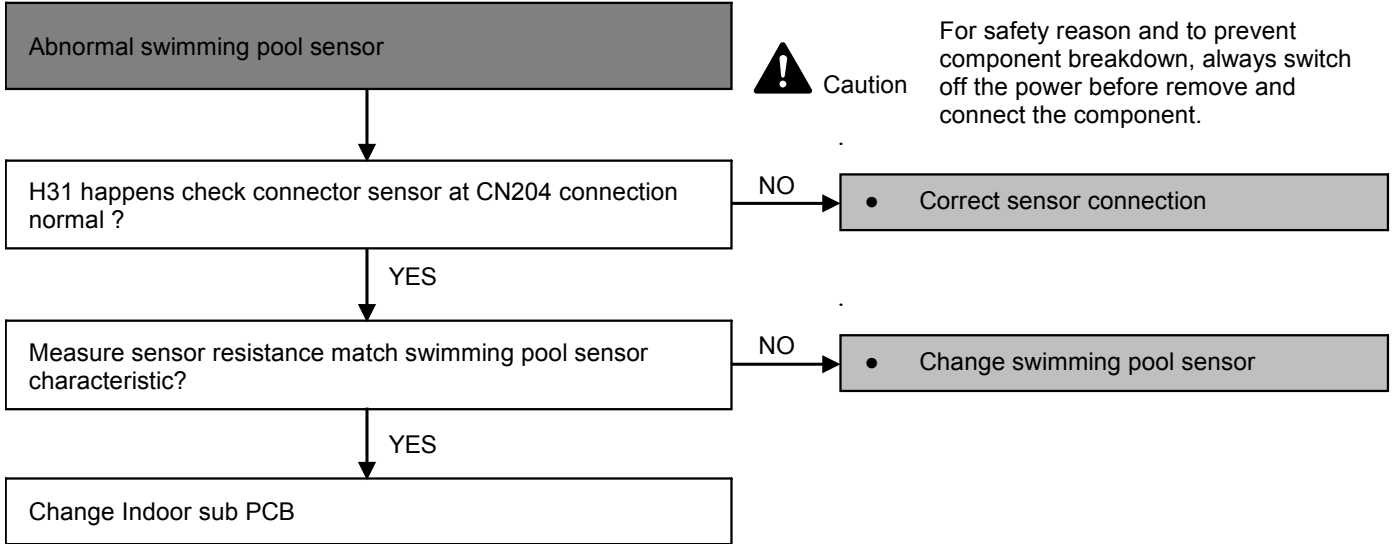 Abnormal swimming pool sensor
Caution
For safety reason and to prevent
component breakdown, always switch
off the power before remove and
connect the component.
.
H31 happens check connector sensor at CN204 connection
normal ?
NO
● Correct sensor connection
YES
.
Measure sensor resistance match swimming pool sensor
characteristic?
NO
● Change swimming pool sensor
YES
Change Indoor sub PCB